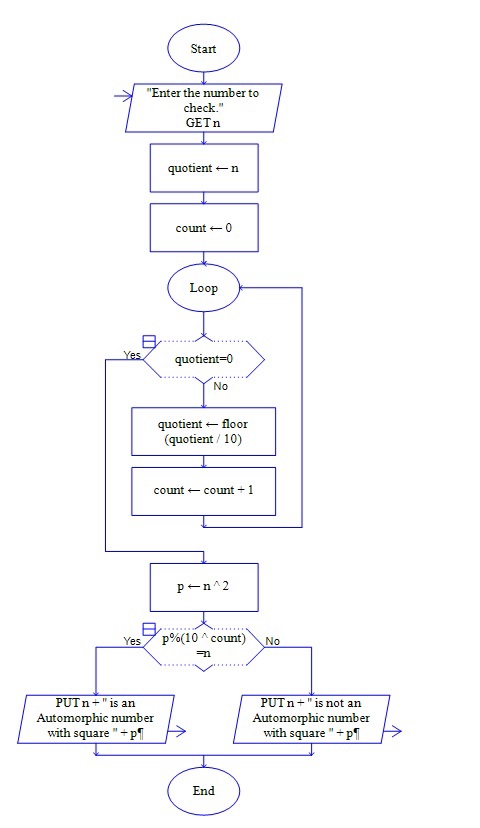 Start
"Enter the number to
check."
GET n
quotient ← n
count ← 0
Loop
Yes
quotient=0
No
quotient ← floor
(quotient / 10)
count ← count + 1
p ← n ^ 2
Yes
p%(10 ^ count)
=n
No
PUT n + " is an
Automorphic number
with square " + p¶
PUT n + " is not an
Automorphic number
with square " + p¶
End